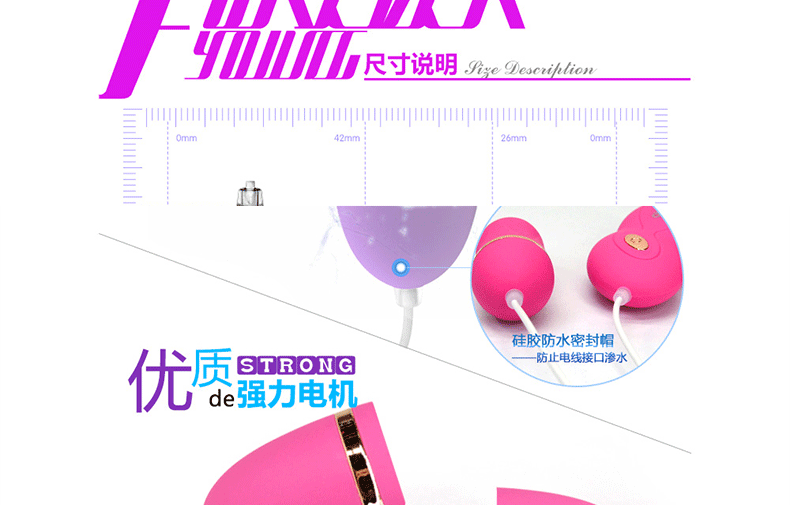 尺寸说明 Size Description
0mm 42mm 26mm 0mm
硅胶防水密封帽
——防止电线接口渗水
优质 STRONG
de强力电机